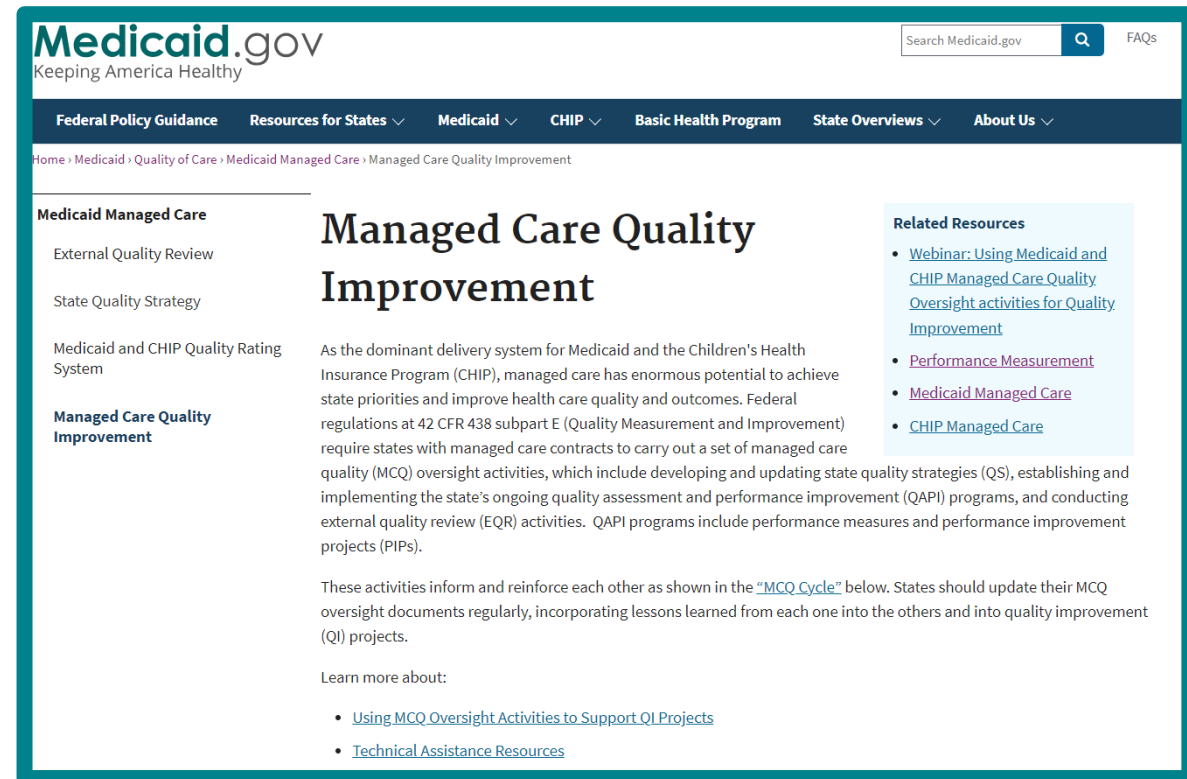 Medicaid.gov
Keeping America Healthy
Search Medicaid.gov
FAQs
Federal Policy Guidance
Resources for States
Medicaid
CHIP
Basic Health Program
State Overviews
About Us
Home › Medicaid › Quality of Care › Medicaid Managed Care › Managed Care Quality Improvement
Medicaid Managed Care
External Quality Review
State Quality Strategy
Medicaid and CHIP Quality Rating
System
Managed Care Quality
Improvement
Managed Care Quality
Improvement
As the dominant delivery system for Medicaid and the Children's Health
Insurance Program (CHIP), managed care has enormous potential to achieve
state priorities and improve health care quality and outcomes. Federal
regulations at 42 CFR 438 subpart E (Quality Measurement and Improvement)
require states with managed care contracts to carry out a set of managed care
quality (MCQ) oversight activities, which include developing and updating state quality strategies (QS), establishing and
implementing the state’s ongoing quality assessment and performance improvement (QAPI) programs, and conducting
external quality review (EQR) activities.  QAPI programs include performance measures and performance improvement
projects (PIPs).
These activities inform and reinforce each other as shown in the “MCQ Cycle” below. States should update their MCQ
oversight documents regularly, incorporating lessons learned from each one into the others and into quality improvement
(QI) projects.
Learn more about:
• Using MCQ Oversight Activities to Support QI Projects
• Technical Assistance Resources
Related Resources
• Webinar: Using Medicaid and
CHIP Managed Care Quality
Oversight activities for Quality
Improvement
• Performance Measurement
• Medicaid Managed Care
• CHIP Managed Care